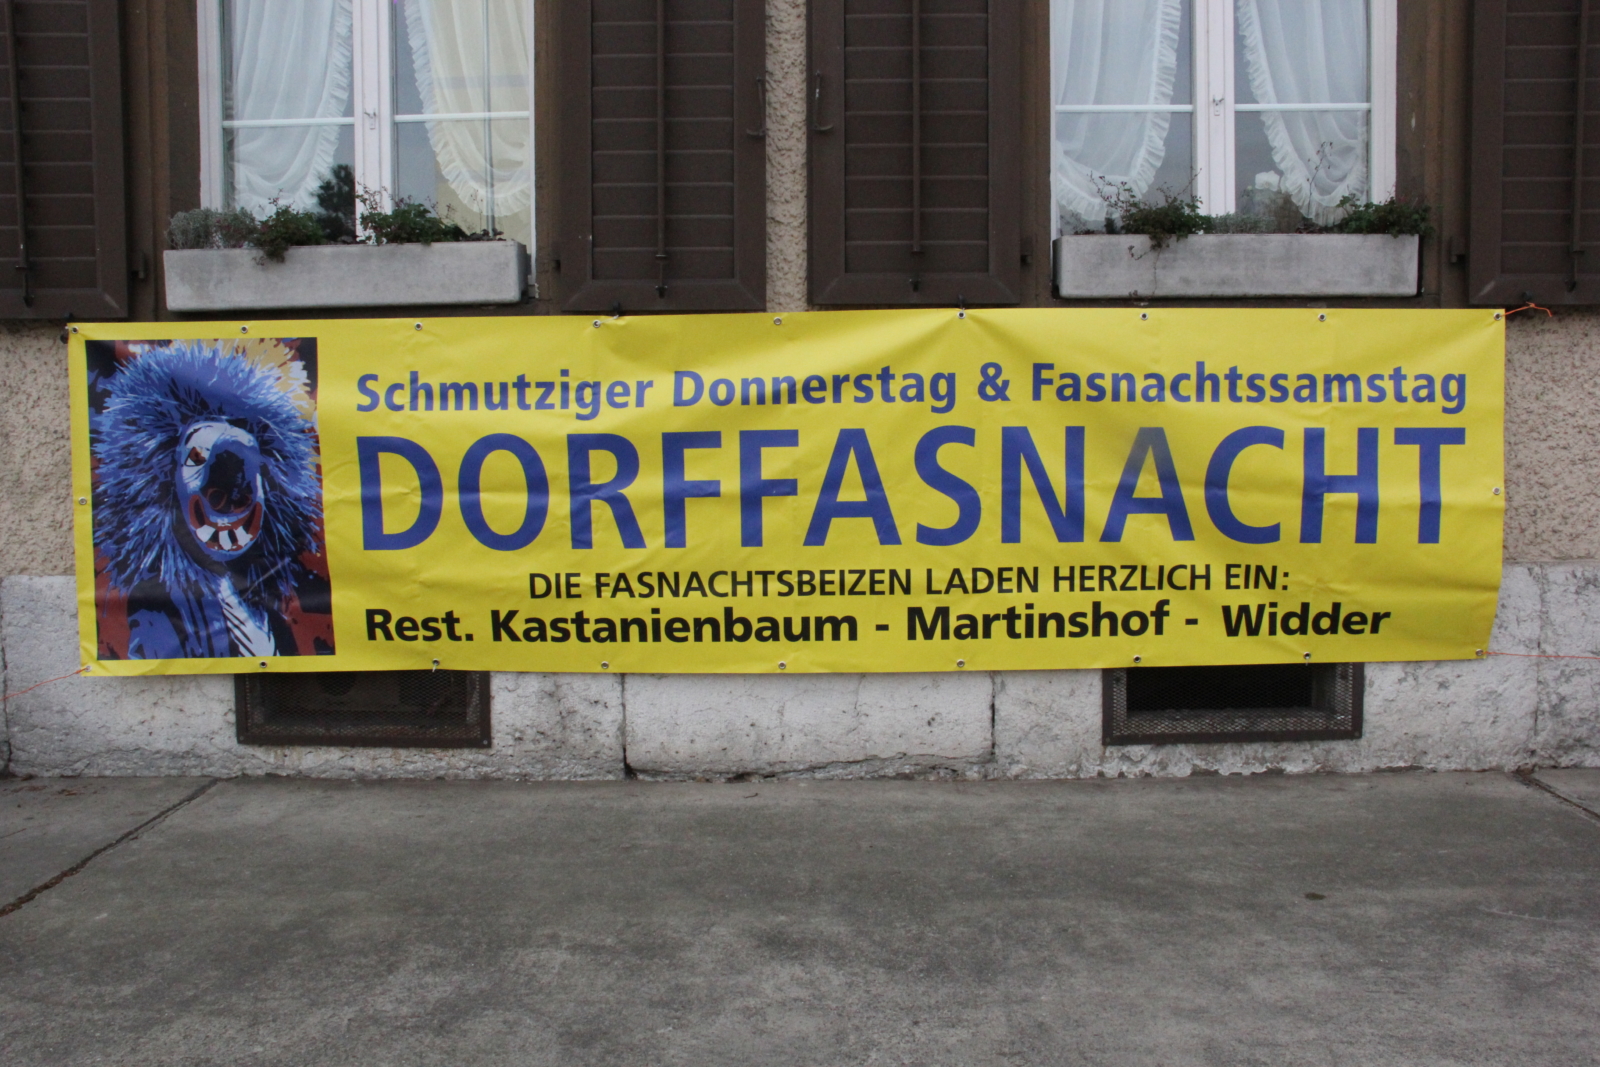 Schmutziger Donnerstag & Fasnachtssamstag
DORFFASNACHT
DIE FASNACHTSBEIZEN LADEN HERZLICH EIN:
Rest. Kastanienbaum - Martinshof - Widder